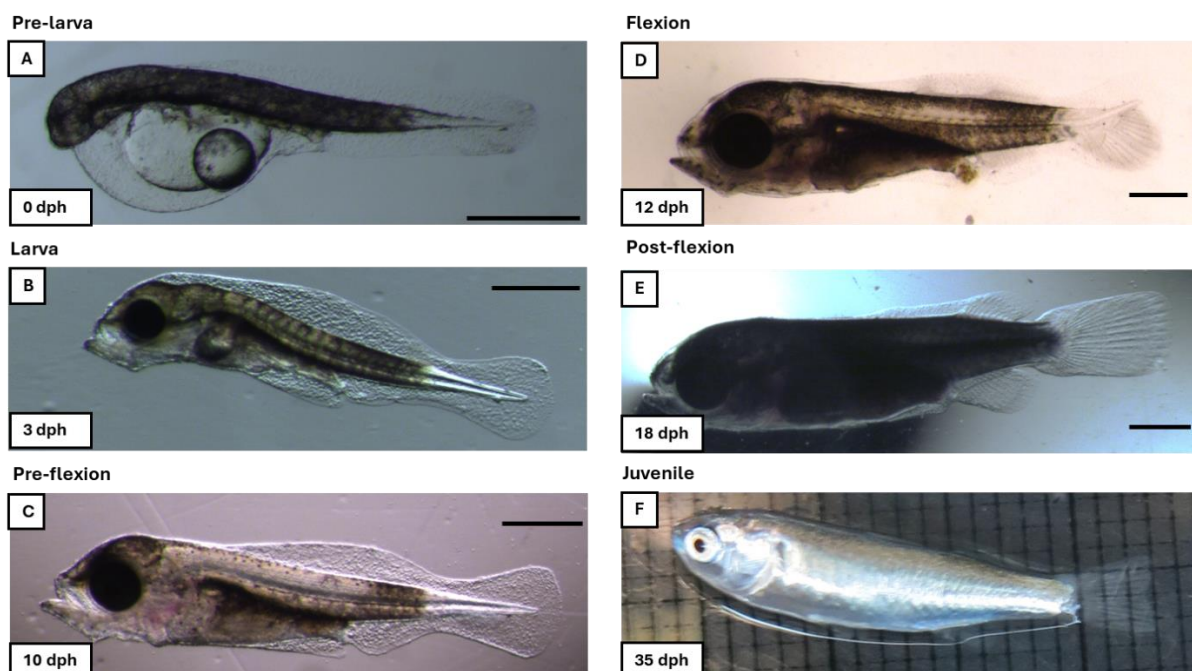 Pre-larva
A
0 dph
Larva
B
3 dph
Pre-flexion
C
10 dph
Flexion
D
12 dph
Post-flexion
E
18 dph
Juvenile
F
35 dph